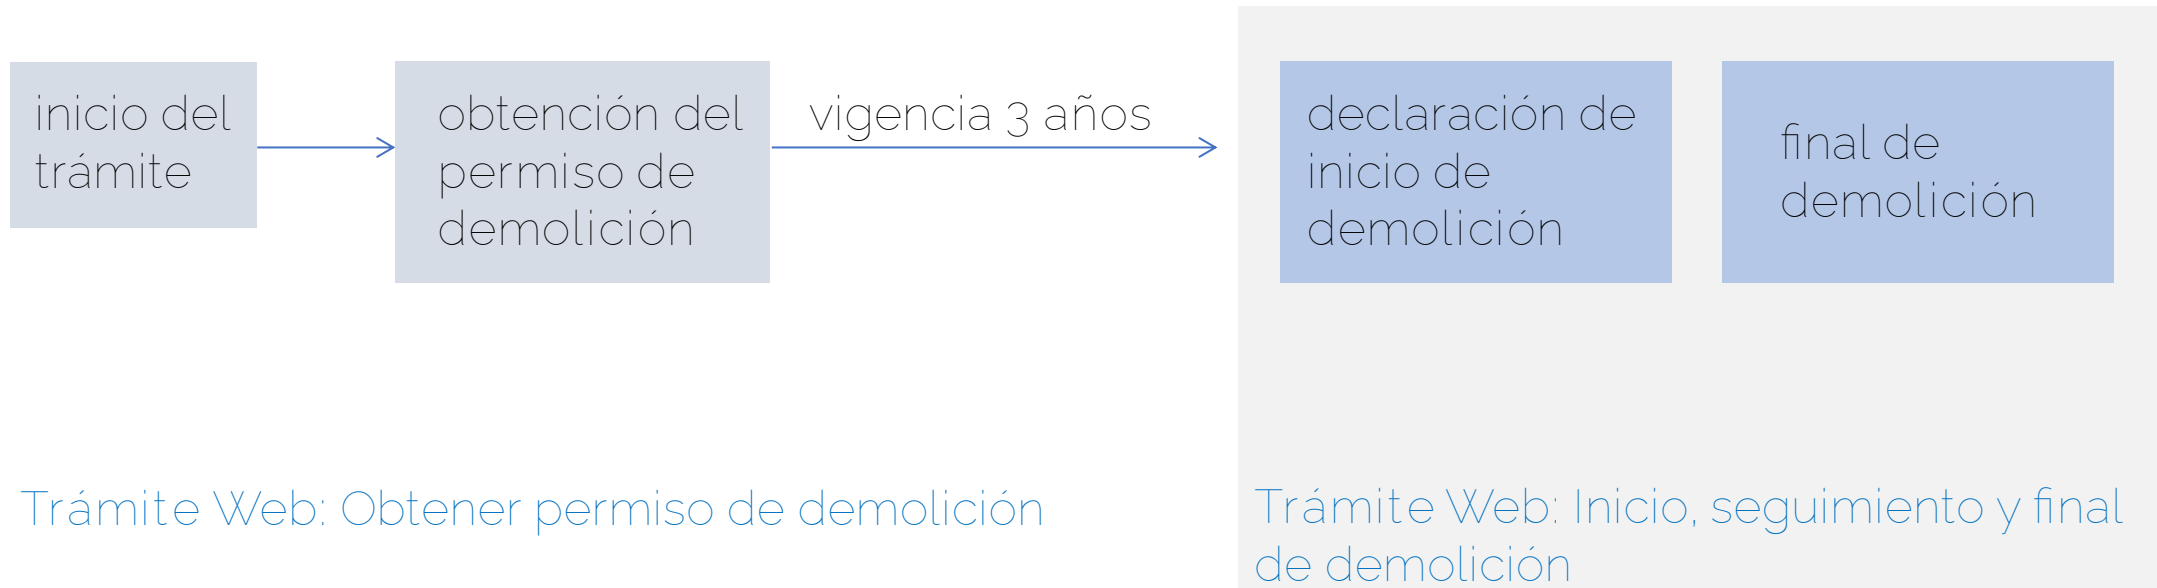 inicio del
trámite
obtención del
permiso de
demolición
vigencia 3 años
declaración de
inicio de
demolición
final de
demolición
Trámite Web: Obtener permiso de demolición
Trámite Web: Inicio, seguimiento y final
de demolición